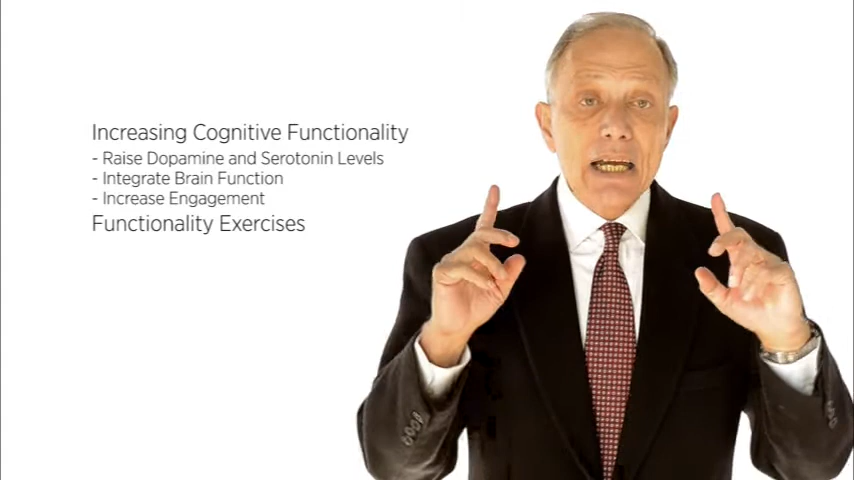 Increasing Cognitive Functionality
- Raise Dopamine and Serotonin Levels
- Integrate Brain Function
- Increase Engagement
Functionality Exercises